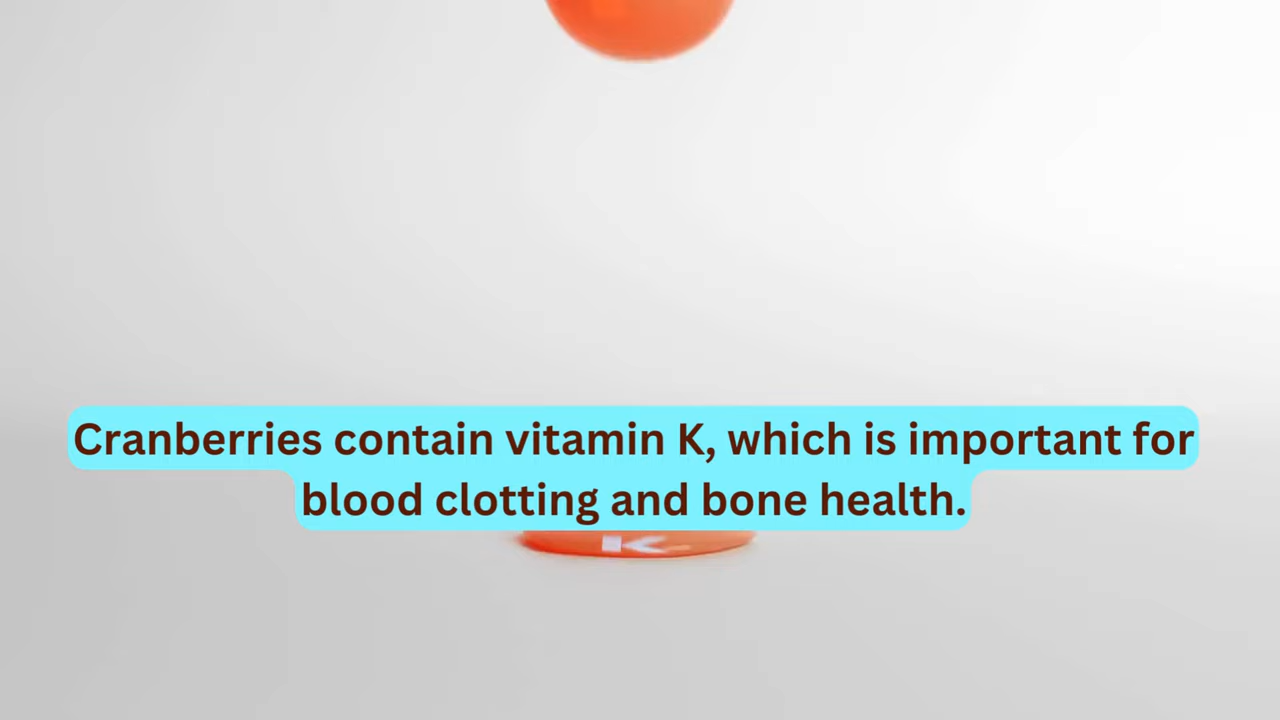 Cranberries contain vitamin K, which is important for
blood clotting and bone health.
K